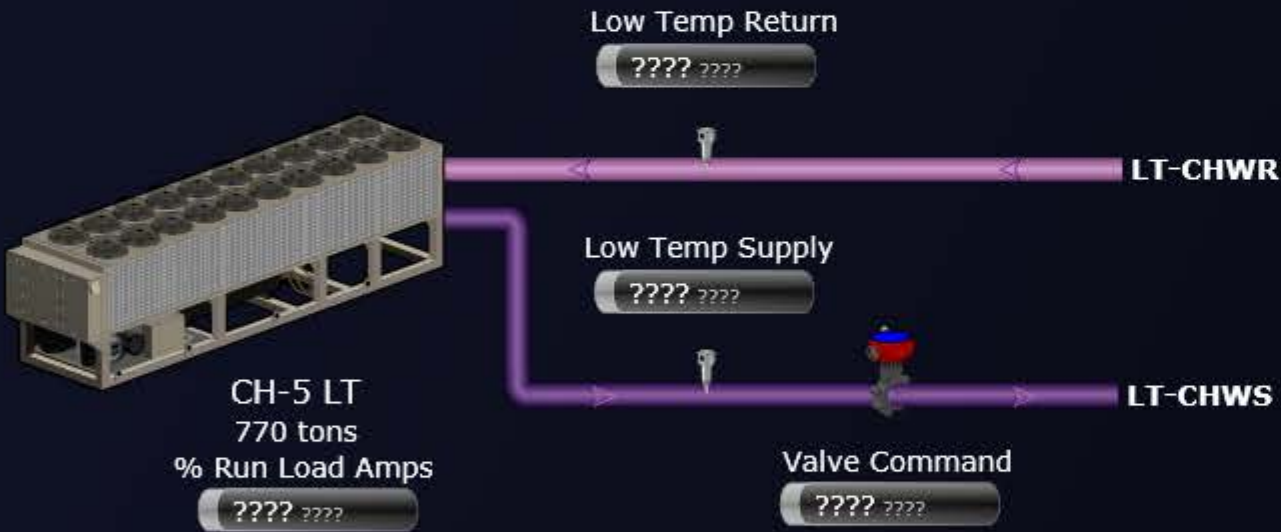 Low Temp Return
???? ????
LT-CHWR
Low Temp Supply
???? ????
LT-CHWS
CH-5 LT
770 tons
% Run Load Amps
???? ????
Valve Command
???? ????